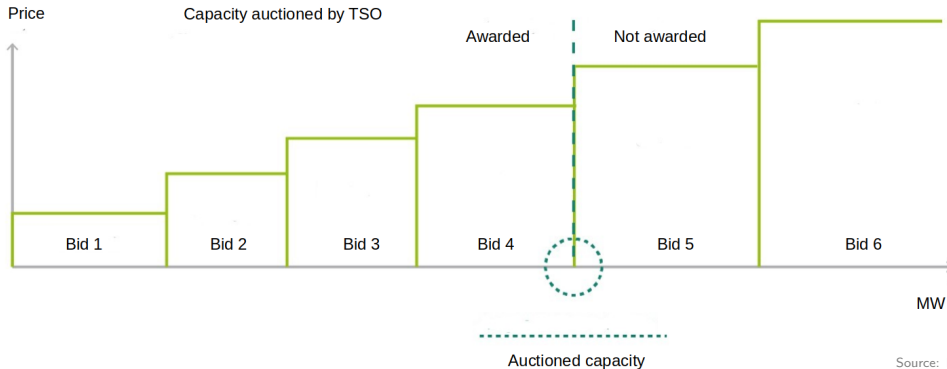 Price
Capacity auctioned by TSO
Awarded
Not awarded
Bid 1
Bid 2
Bid 3
Bid 4
Bid 5
Bid 6
MW
Auctioned capacity
Source: